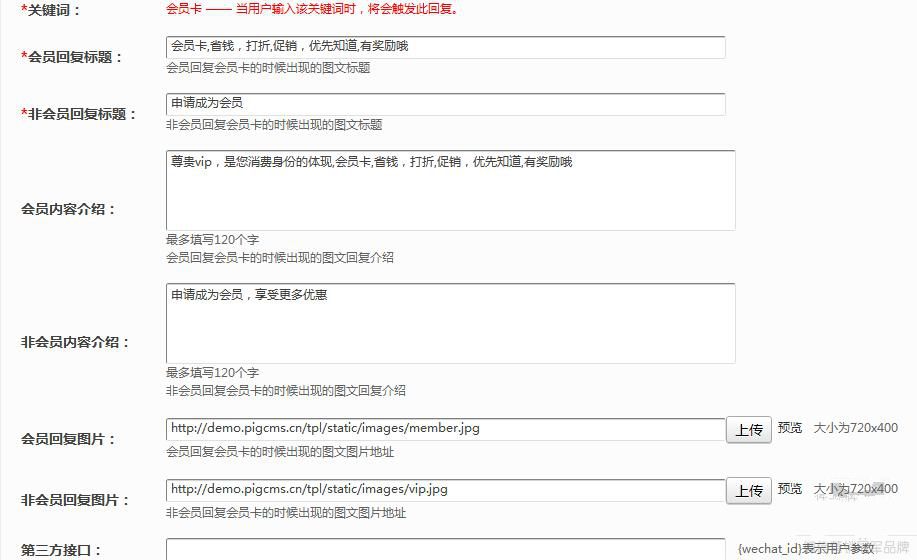 *关键词： 会员卡 —— 当用户输入该关键词时，将会触发此回复。
*会员回复标题： 会员卡,省钱，打折,促销，优先知道,有奖励哦
会员回复会员卡的时候出现的图文标题
*非会员回复标题： 申请成为会员
非会员回复会员卡的时候出现的图文标题
尊贵vip，是您消费身份的体现,会员卡,省钱，打折,促销，优先知道,有奖励哦
会员内容介绍：
最多填写120个字
会员回复会员卡的时候出现的图文回复介绍
申请成为会员，享受更多优惠
非会员内容介绍：
最多填写120个字
非会员回复会员卡的时候出现的图文回复介绍
会员回复图片： http://demo.pigcms.cn/tpl/static/images/member.jpg 上传 预览 大小为720x400
会员回复会员卡的时候出现的图文图片地址
非会员回复图片： http://demo.pigcms.cn/tpl/static/images/vip.jpg 上传 预览 大小为720x400
非会员回复会员卡的时候出现的图文图片地址
第三方接口： {wechat_id}表示用户参数